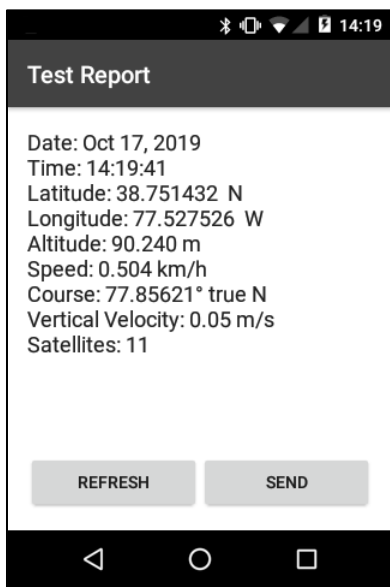 14:19
Test Report
Date: Oct 17, 2019
Time: 14:19:41
Latitude: 38.751432 N
Longitude: 77.527526 W
Altitude: 90.240 m
Speed: 0.504 km/h
Course: 77.85621° true N
Vertical Velocity: 0.05 m/s
Satellites: 11
REFRESH SEND